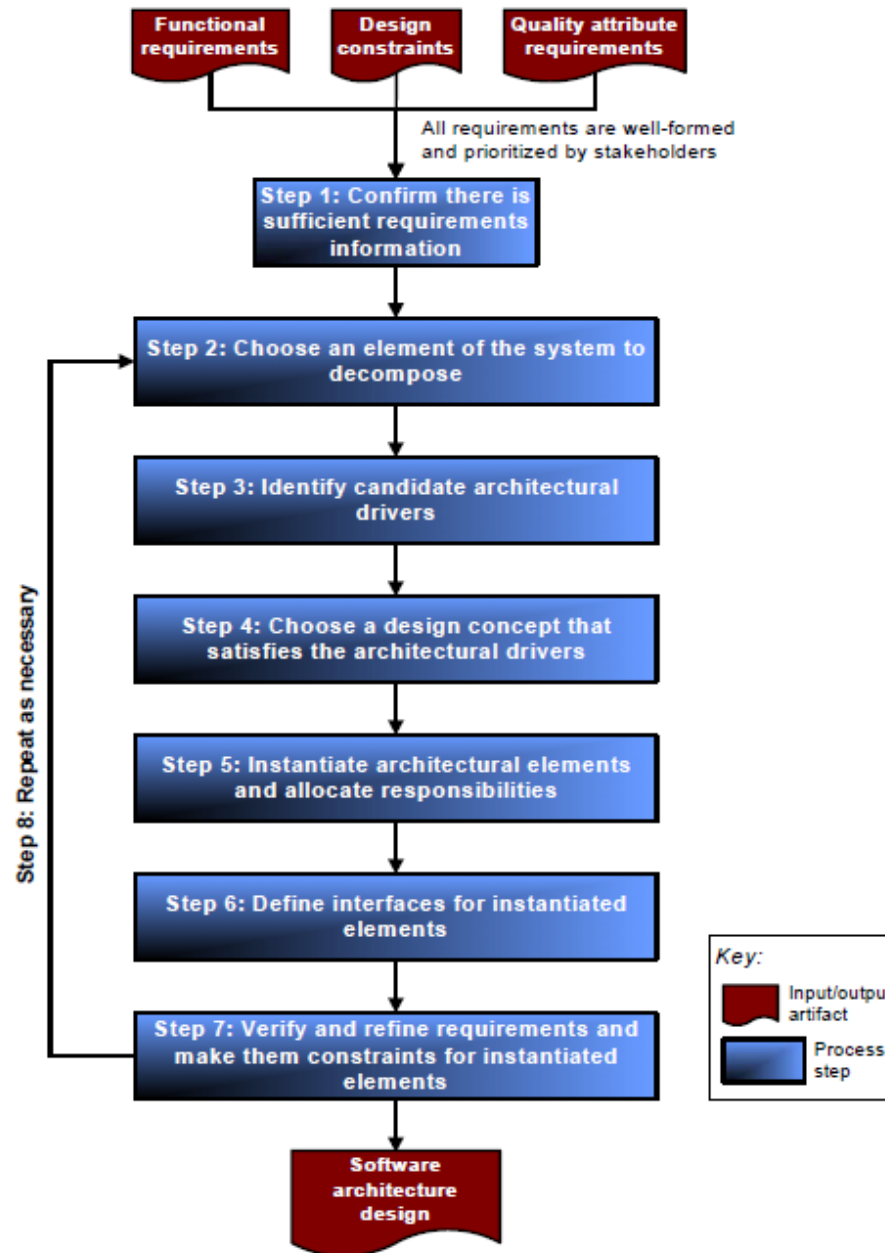 Functional
requirements
Design
constraints
Quality attribute
requirements
All requirements are well-formed
and prioritized by stakeholders
Step 1: Confirm there is
sufficient requirements
information
Step 2: Choose an element of the system to
decompose
Step 3: Identify candidate architectural
drivers
Step 4: Choose a design concept that
satisfies the architectural drivers
Step 5: Instantiate architectural elements
and allocate responsibilities
Step 6: Define interfaces for instantiated
elements
Step 7: Verify and refine requirements and
make them constraints for instantiated
elements
Step 8: Repeat as necessary
Software
architecture
design
Key:
Input/output
artifact
Process
step